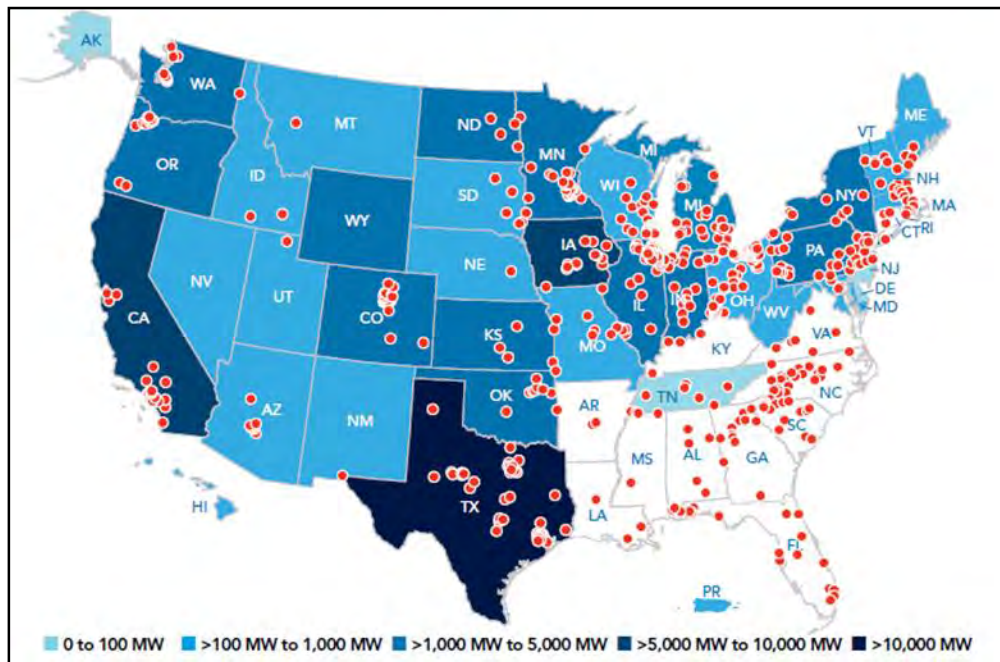 AK
WA
MT
ND
MN
ME
VT
OR
ID
SD
WI
MI
MI
NY
NH
MA
WY
CT
RI
IA
PA
NE
NJ
NV
UT
CO
IL
IN
OH
DE
MD
CA
KS
MO
WV
VA
KY
AZ
NM
OK
AR
TN
NC
SC
MS
AL
GA
TX
LA
HI
FL
PR
0 to 100 MW
>100 MW to 1,000 MW
>1,000 MW to 5,000 MW
>5,000 MW to 10,000 MW
>10,000 MW